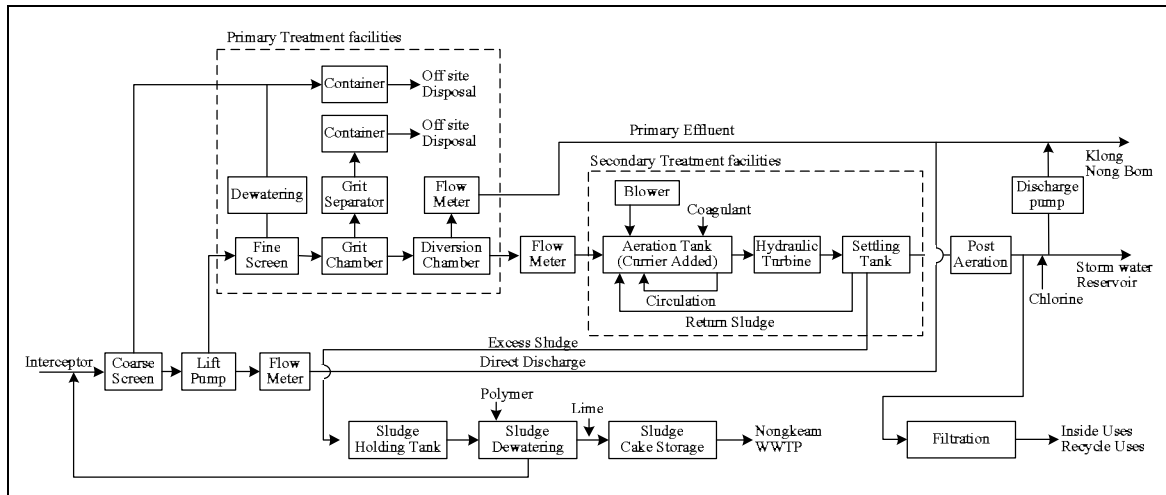 Primary Treatment facilities
Container
Off site
Disposal
Container
Off site
Disposal
Primary Effluent
Klong
Nong Bom
Secondary Treatment facilities
Dewatering
Grit
Separator
Flow
Meter
Blower
Coagulant
Discharge
pump
Fine
Screen
Grit
Chamber
Diversion
Chamber
Flow
Meter
Aeration Tank
(Currier Added)
Hydraulic
Turbine
Settling
Tank
Post
Aeration
Storm water
Reservoir
Circulation
Chlorine
Return Sludge
Excess Sludge
Interceptor
Coarse
Screen
Lift
Pump
Flow
Meter
Direct Discharge
Polymer
Lime
Sludge
Holding Tank
Sludge
Dewatering
Sludge
Cake Storage
Nongkeam
WWTP
Filtration
Inside Uses
Recycle Uses